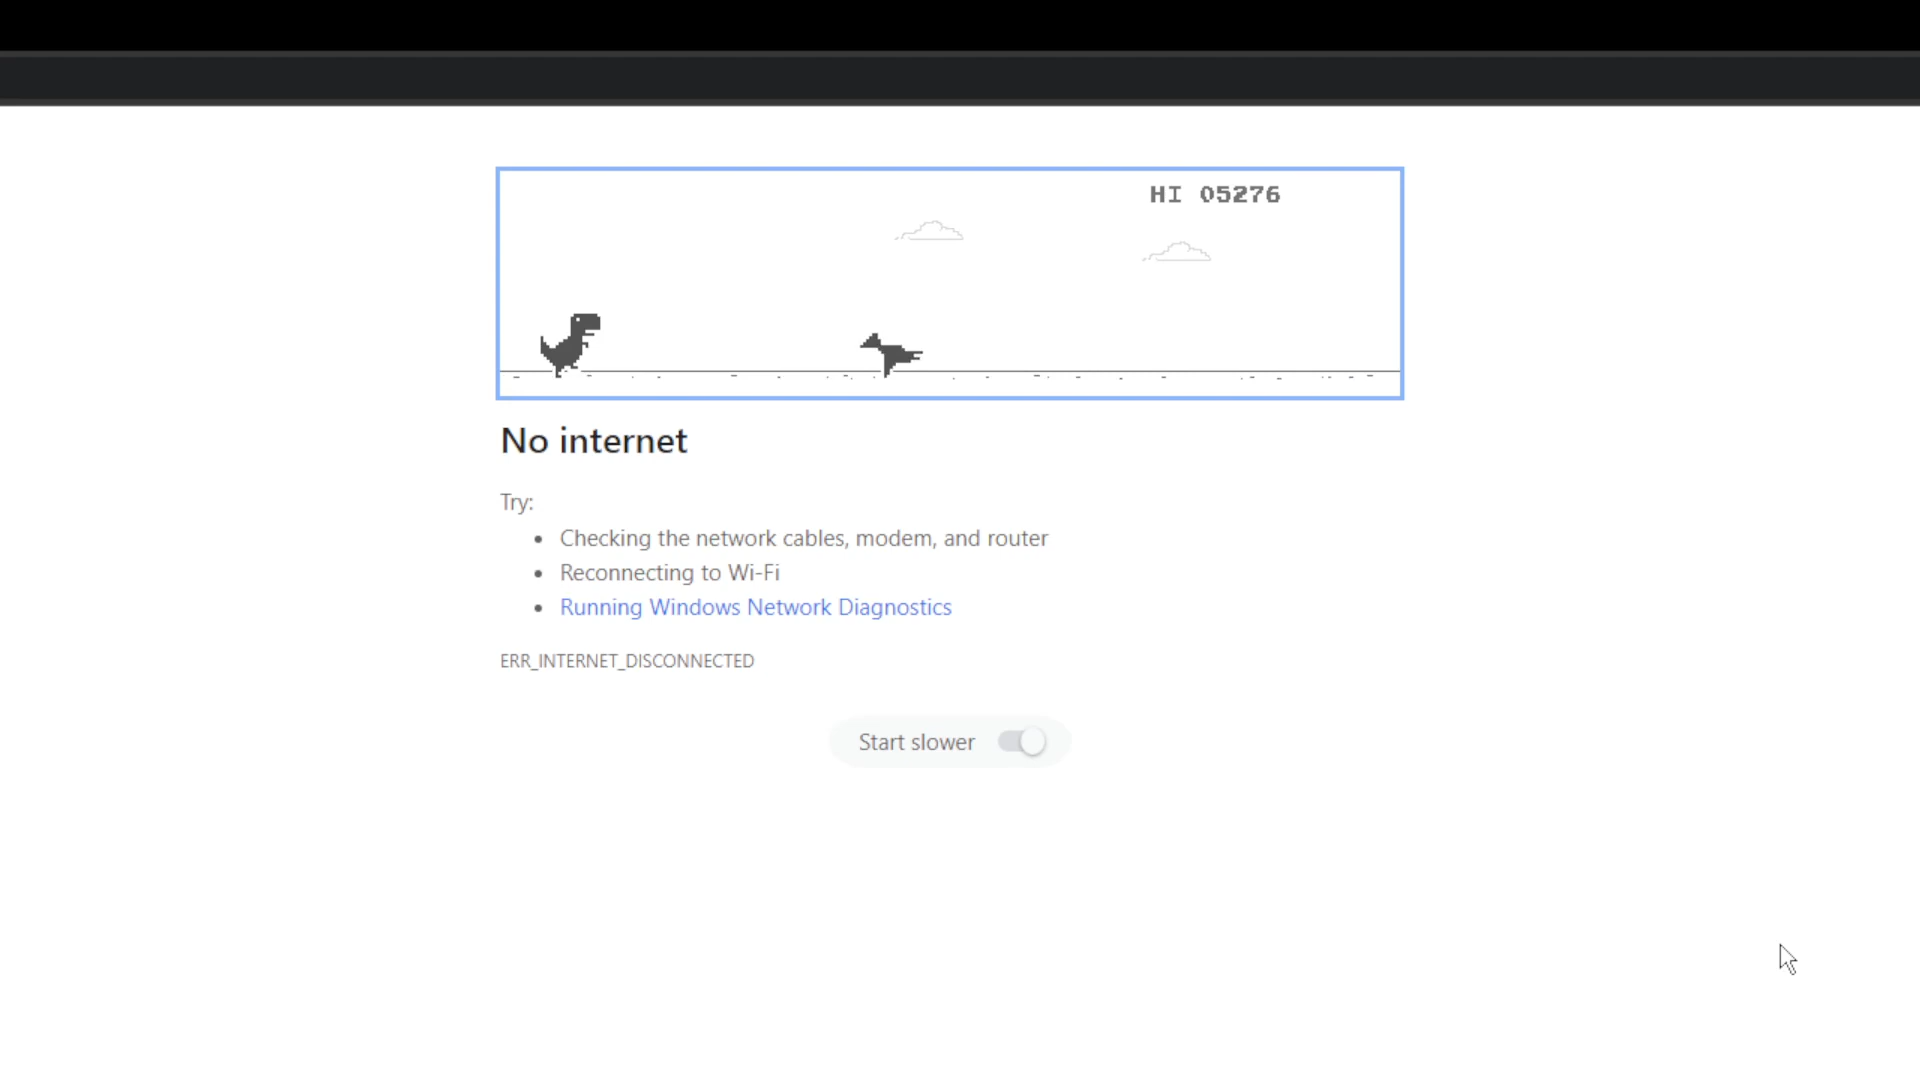 HI 05276
No internet
Try:
Checking the network cables, modem, and router
Reconnecting to Wi-Fi
Running Windows Network Diagnostics
ERR_INTERNET_DISCONNECTED
Start slower